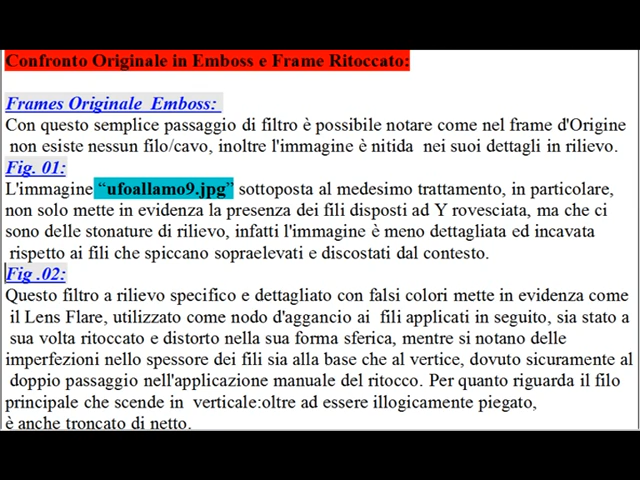 Confronto Originale in Emboss e Frame Ritoccato:
Frames Originale Emboss:
Con questo semplice passaggio di filtro è possibile notare come nel frame d'Origine
non esiste nessun filo/cavo, inoltre l'immagine è nitida nei suoi dettagli in rilievo.
Fig. 01:
L'immagine “ufoallamo9.jpg” sottoposta al medesimo trattamento, in particolare,
non solo mette in evidenza la presenza dei fili disposti ad Y rovesciata, ma che ci
sono delle stonature di rilievo, infatti l'immagine è meno dettagliata ed incavata
rispetto ai fili che spiccano sopraelevati e discostati dal contesto.
Fig .02:
Questo filtro a rilievo specifico e dettagliato con falsi colori mette in evidenza come
il Lens Flare, utilizzato come nodo d'aggancio ai fili applicati in seguito, sia stato a
sua volta ritoccato e distorto nella sua forma sferica, mentre si notano delle
imperfezioni nello spessore dei fili sia alla base che al vertice, dovuto sicuramente al
doppio passaggio nell'applicazione manuale del ritocco. Per quanto riguarda il filo
principale che scende in verticale:oltre ad essere illogicamente piegato,
è anche troncato di netto.